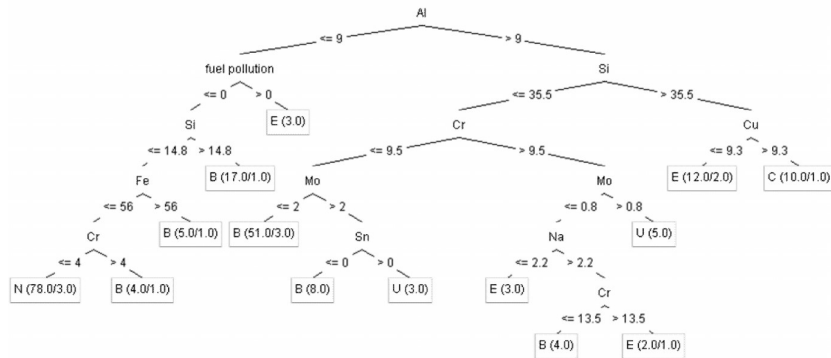 Al
<= 9 > 9
fuel pollution Si
<= 0 > 0 <= 35.5 > 35.5
Si E (3.0) Cr Cu
<= 14.8 > 14.8 <= 9.5 > 9.5 <= 9.3 > 9.3
Fe B (17.0/1.0) Mo Mo E (12.0/2.0) C (10.0/1.0)
<= 56 > 56 <= 2 > 2 <= 0.8 > 0.8
Cr B (5.0/1.0) B (51.0/3.0) Sn Na U (5.0)
<= 4 > 4 <= 0 > 0 <= 2.2 > 2.2
N (78.0/3.0) B (4.0/1.0) B (8.0) U (3.0) E (3.0) Cr
<= 13.5 > 13.5
B (4.0) E (2.0/1.0)